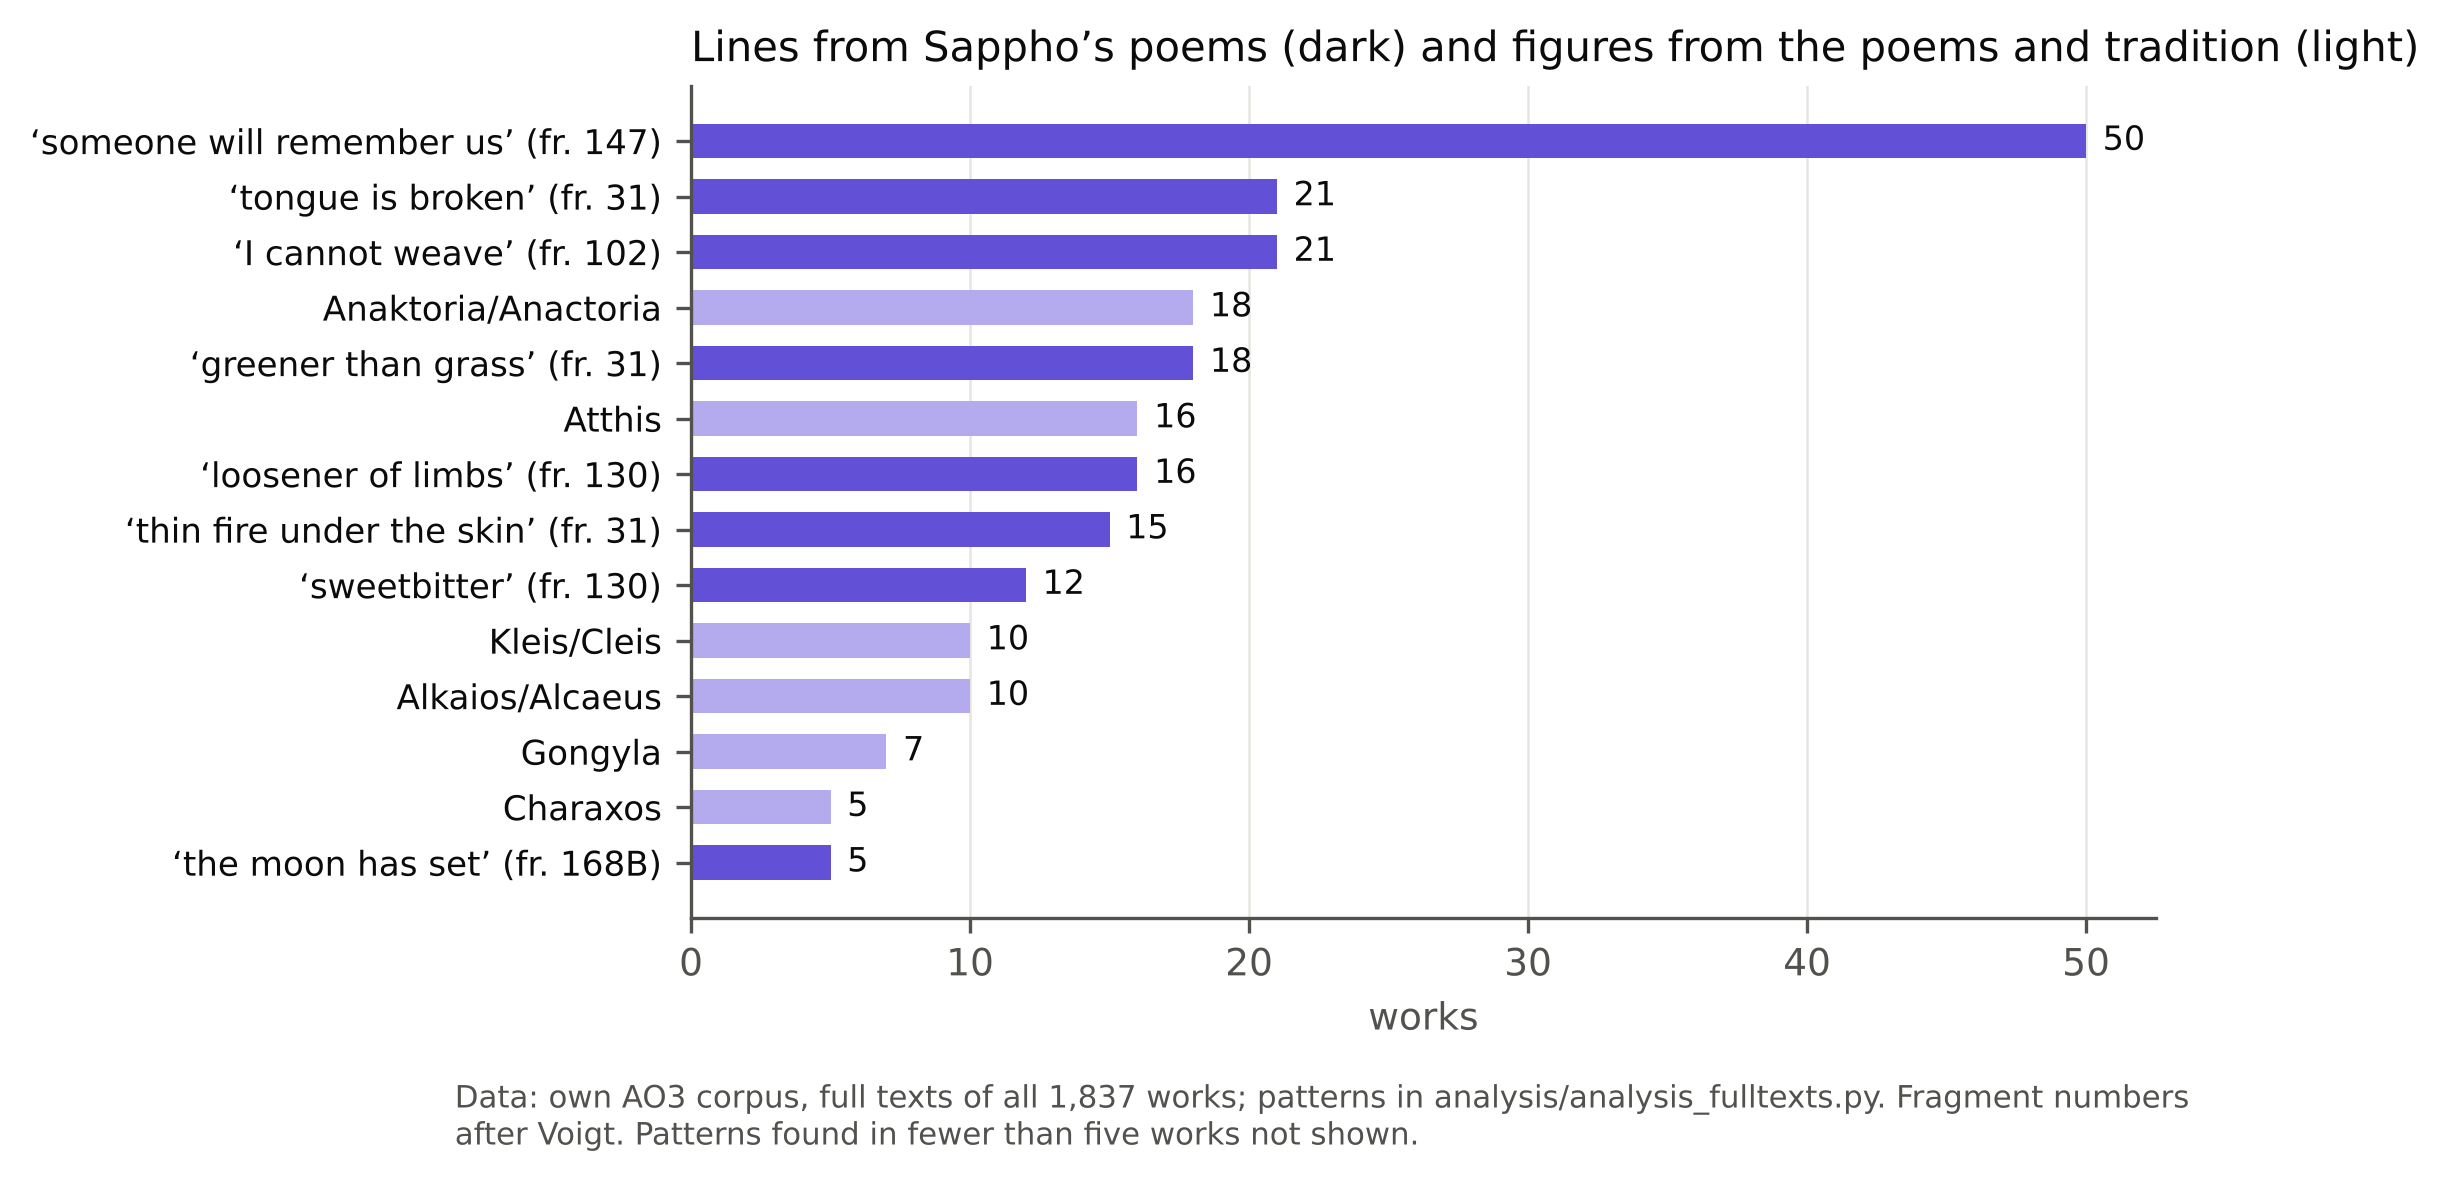 Lines from Sappho’s poems (dark) and figures from the poems and tradition (light)
‘someone will remember us’ (fr. 147) 50
‘tongue is broken’ (fr. 31) 21
‘I cannot weave’ (fr. 102) 21
Anaktoria/Anactoria 18
‘greener than grass’ (fr. 31) 18
Atthis 16
‘loosener of limbs’ (fr. 130) 16
‘thin fire under the skin’ (fr. 31) 15
‘sweetbitter’ (fr. 130) 12
Kleis/Cleis 10
Alkaios/Alcaeus 10
Gongyla 7
Charaxos 5
‘the moon has set’ (fr. 168B) 5
0 10 20 30 40 50
works
Data: own AO3 corpus, full texts of all 1,837 works; patterns in analysis/analysis_fulltexts.py. Fragment numbers
after Voigt. Patterns found in fewer than five works not shown.